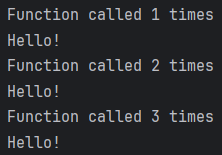 Function called 1 times
Hello!
Function called 2 times
Hello!
Function called 3 times
Hello!